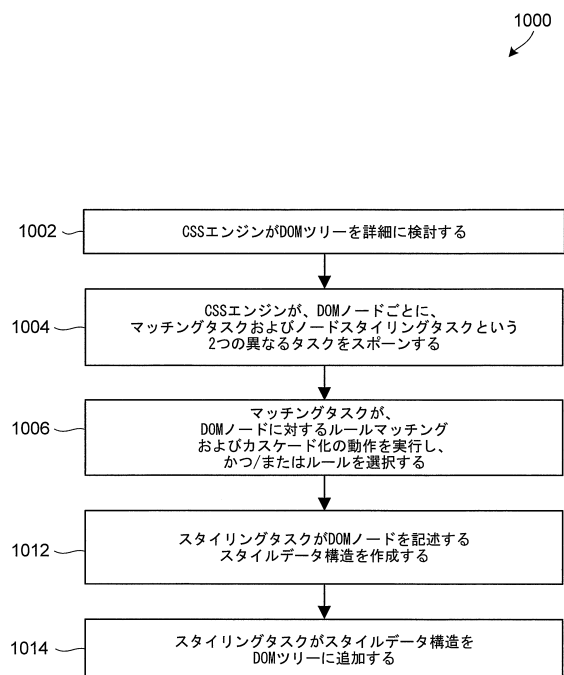 1000
1002
CSSエンジンがDOMツリーを詳細に検討する
1004
CSSエンジンが、DOMノードごとに、
マッチングタスクおよびノードスタイリングタスクという
2つの異なるタスクをスポーンする
1006
マッチングタスクが、
DOMノードに対するルールマッチング
およびカスケード化の動作を実行し、
かつ/またはルールを選択する
1012
スタイリングタスクがDOMノードを記述する
スタイルデータ構造を作成する
1014
スタイリングタスクがスタイルデータ構造を
DOMツリーに追加する